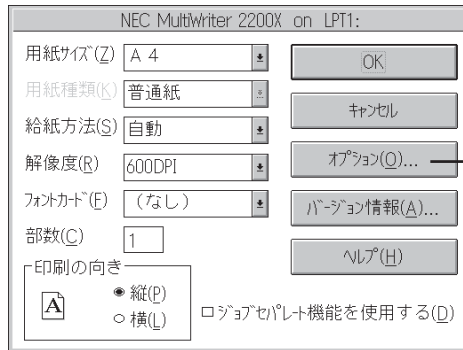 NEC MultiWriter 2200X on LPT1:
用紙ｻｲｽﾞ(Z) A 4
OK
用紙種類(K) 普通紙
ｷｬﾝｾﾙ
給紙方法(S) 自動
解像度(R) 600DPI
ｵﾌﾟｼｮﾝ(O)...
ﾌｫﾝﾄｶｰﾄﾞ(F) （なし）
ﾊﾞｰｼﾞｮﾝ情報(A)...
部数(C) 1
ﾍﾙﾌﾟ(H)
印刷の向き
A
縦(P)
横(L)
ｼﾞｮﾌﾞｾﾊﾟﾚｰﾄ機能を使用する(D)